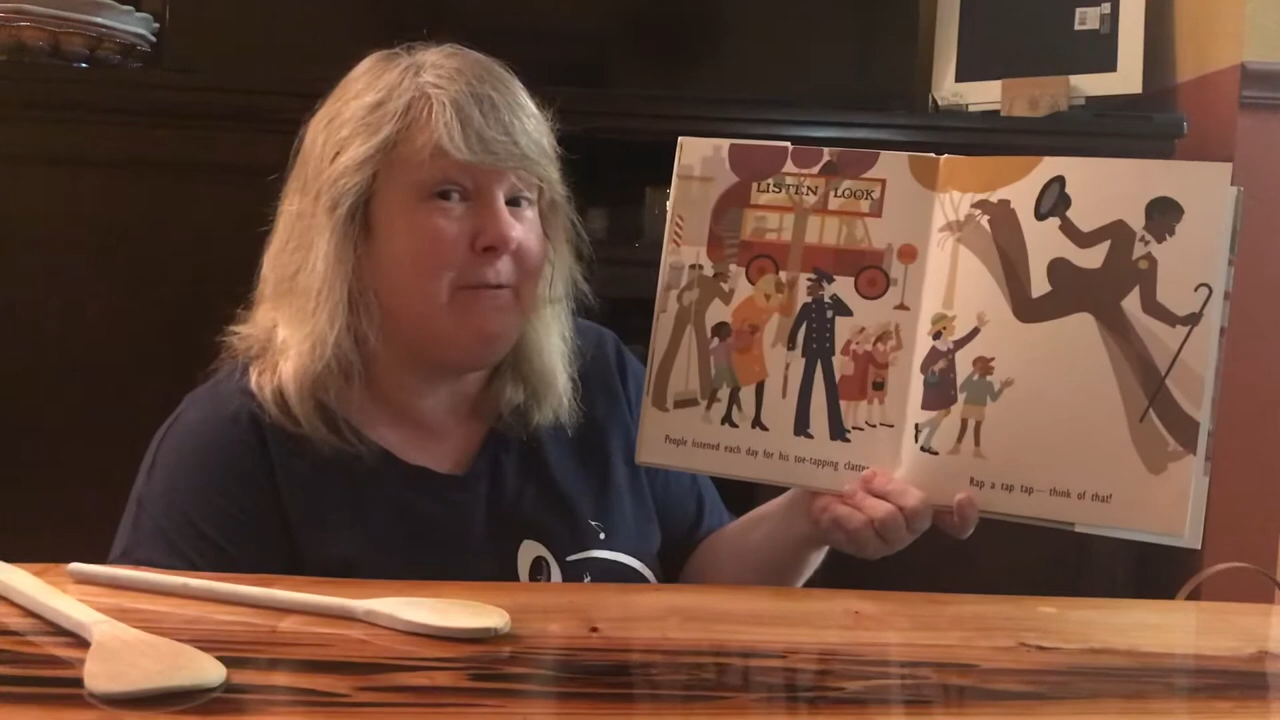 LISTEN LOOK
People listened each day for his toe-tapping clatter
Rap a tap tap—think of that!